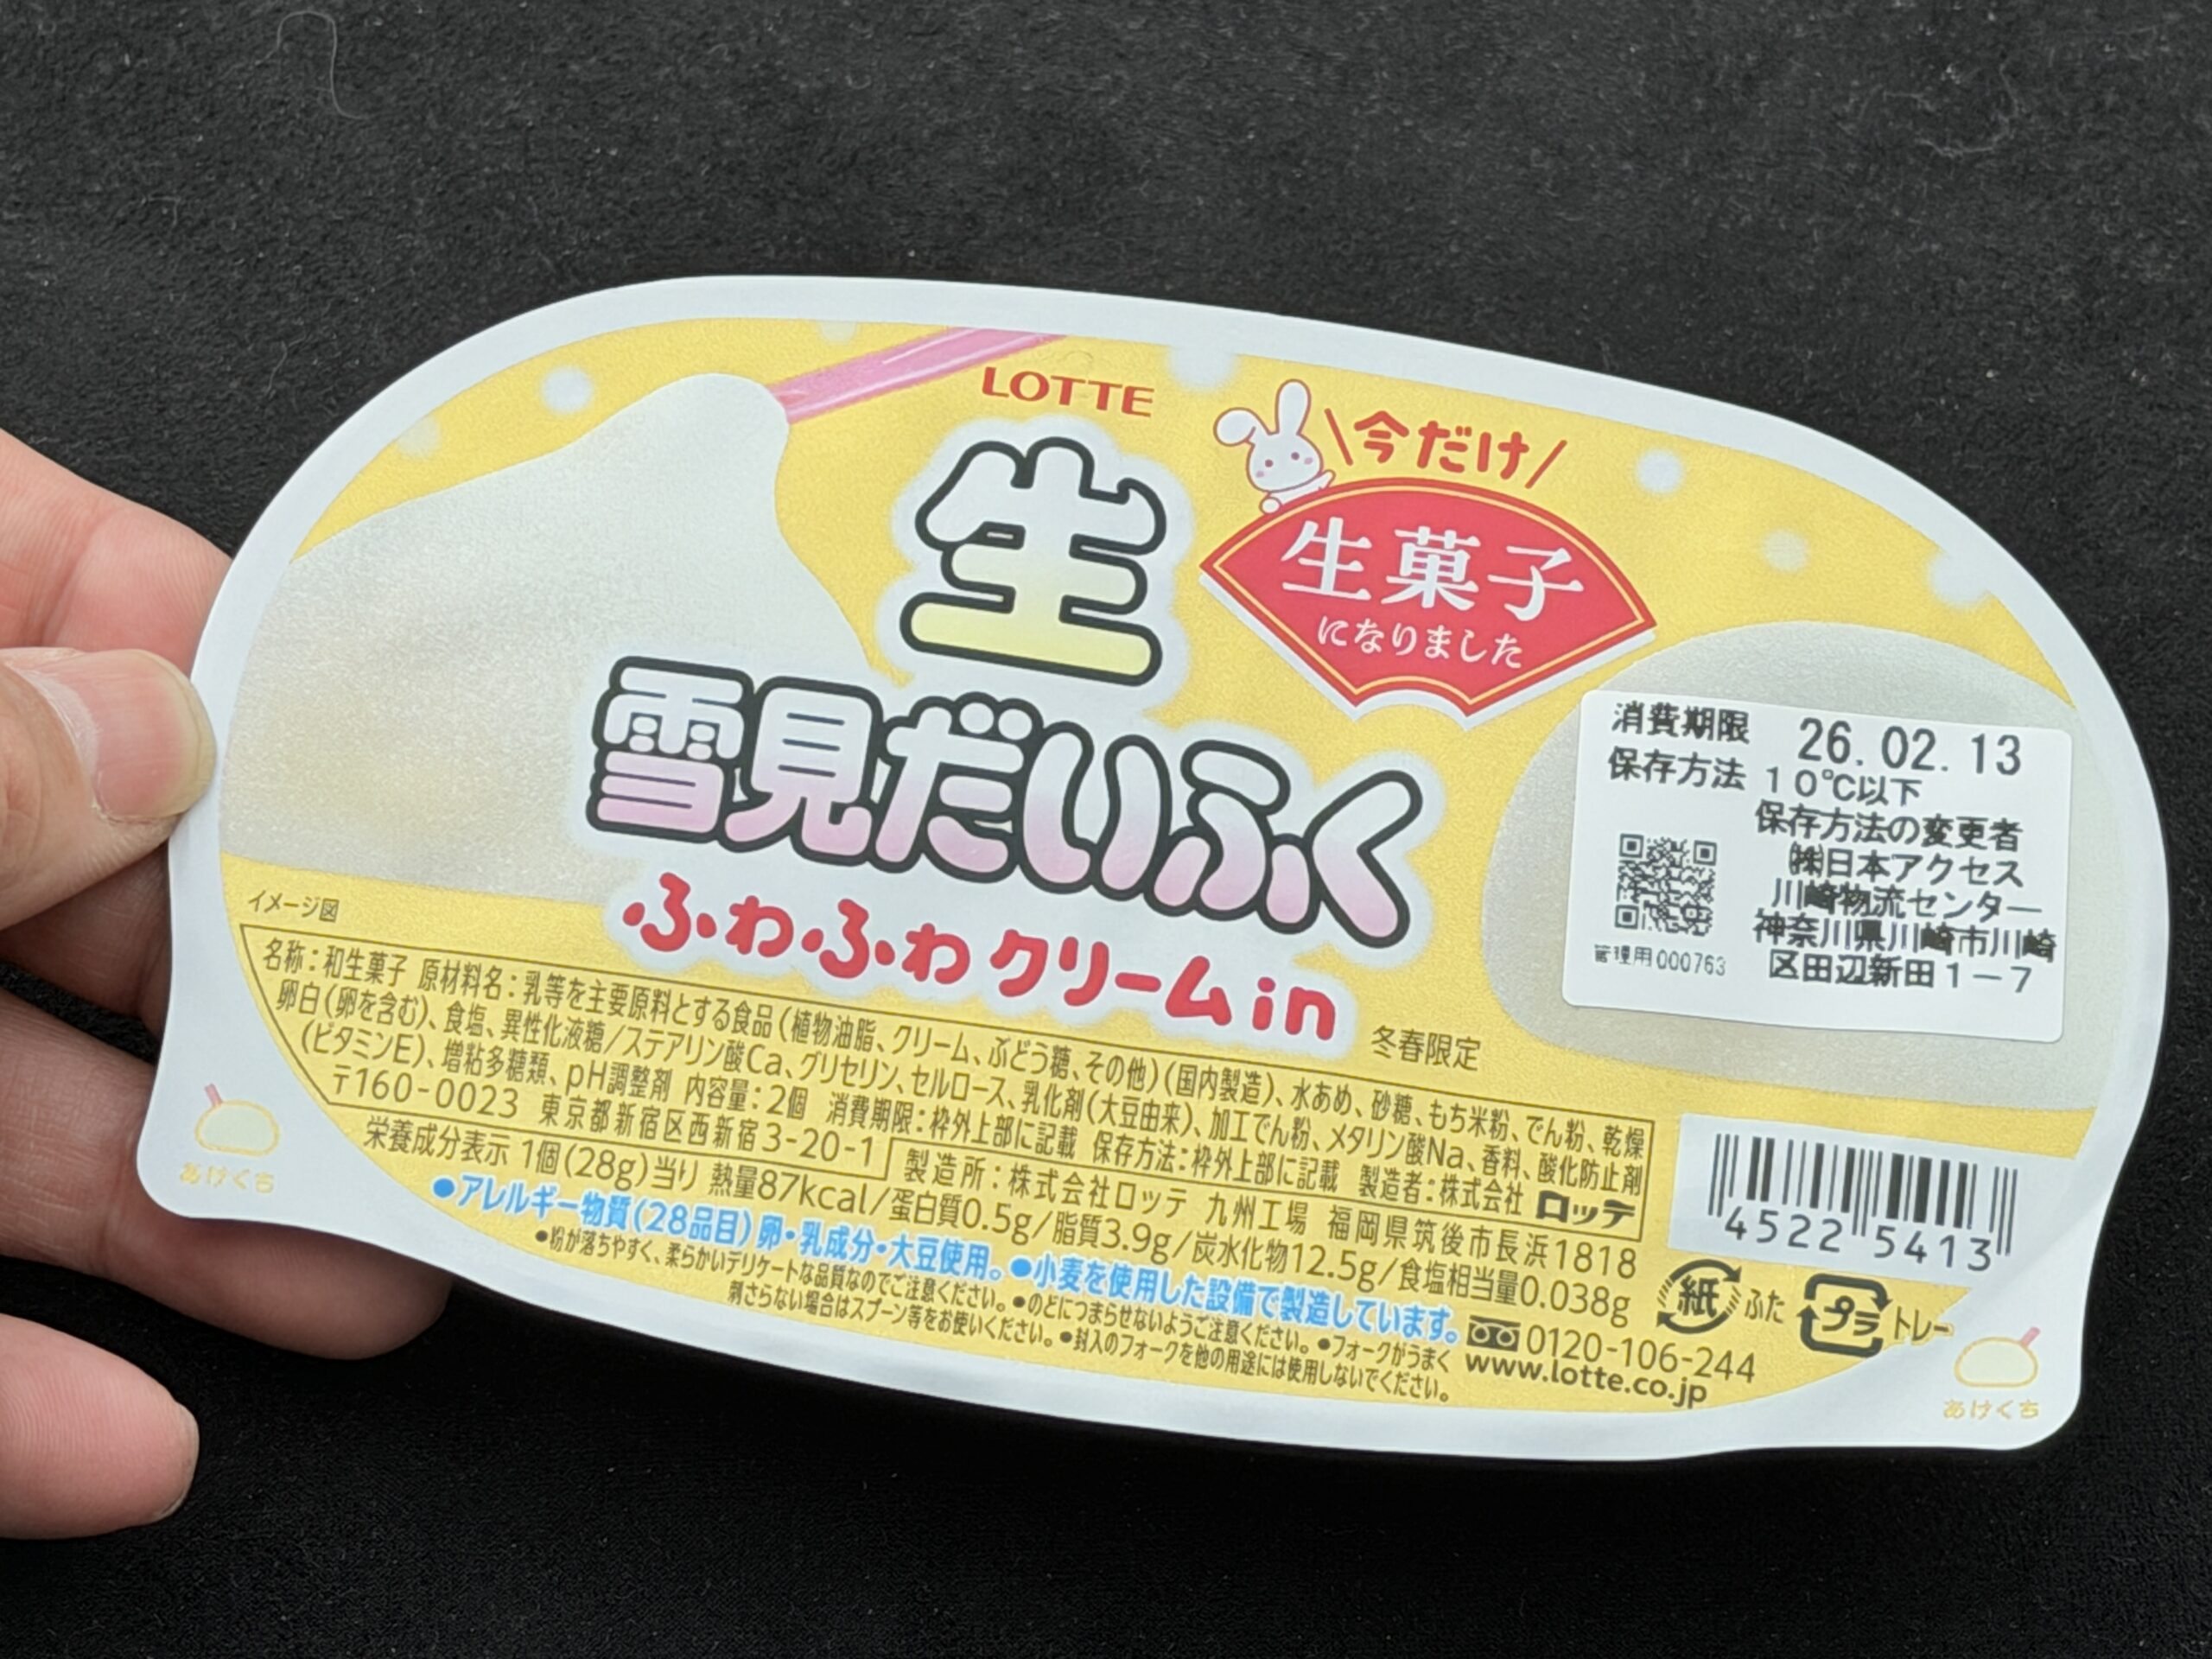 LOTTE
今だけ
生菓子
になりました
生
雪見だいふく
ふわふわクリームin
冬春限定
消費期限 26.02.13
保存方法 10℃以下
保存方法の変更者
㈱日本アクセス
川崎物流センター
神奈川県川崎市川崎
区田辺新田1-7
管理用000763
イメージ図
名称:和生菓子 原材料名:乳等を主要原料とする食品(植物油脂、クリーム、ぶどう糖、その他)(国内製造)、水あめ、砂糖、もち米粉、でん粉、乾燥
卵白(卵を含む)、食塩、異性化液糖/ステアリン酸Ca、グリセリン、セルロース、乳化剤(大豆由来)、加工でん粉、メタリン酸Na、香料、酸化防止剤
(ビタミンE)、増粘多糖類、pH調整剤 内容量:2個 消費期限:枠外上部に記載 保存方法:枠外上部に記載 製造者:株式会社 ロッテ
〒160-0023 東京都新宿区西新宿3-20-1 製造所:株式会社ロッテ 九州工場 福岡県筑後市長浜1818
栄養成分表示 1個(28g)当り 熱量87kcal/蛋白質0.5g/脂質3.9g/炭水化物12.5g/食塩相当量0.038g
●アレルギー物質(28品目)卵・乳成分・大豆使用。●小麦を使用した設備で製造しています。
●粉が落ちやすく、柔らかいデリケートな品質なのでご注意ください。●のどにつまらせないようご注意ください。●フォークがうまく
刺さらない場合はスプーン等をお使いください。●封入のフォークを他の用途には使用しないでください。
0120-106-244
www.lotte.co.jp
4522 5413
紙 ふた
プラ トレー
あけくち
あけくち